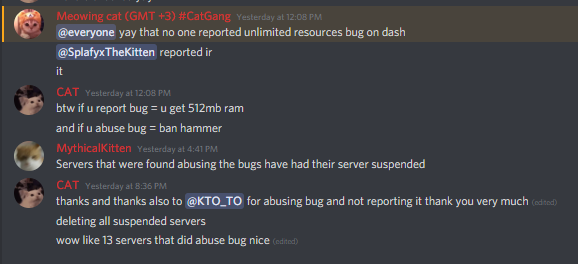 Meowing cat (GMT +3) #CatGang Yesterday at 12:08 PM
@everyone yay that no one reported unlimited resources bug on dash
@SplafyxTheKitten reported ir
it
CAT Yesterday at 12:08 PM
btw if u report bug = u get 512mb ram
and if u abuse bug = ban hammer
MythicalKitten Yesterday at 4:41 PM
Servers that were found abusing the bugs have had their server suspended
CAT Yesterday at 8:36 PM
thanks and thanks also to @KTO_TO for abusing bug and not reporting it thank you very much (edited)
deleting all suspended servers
wow like 13 servers that did abuse bug nice (edited)